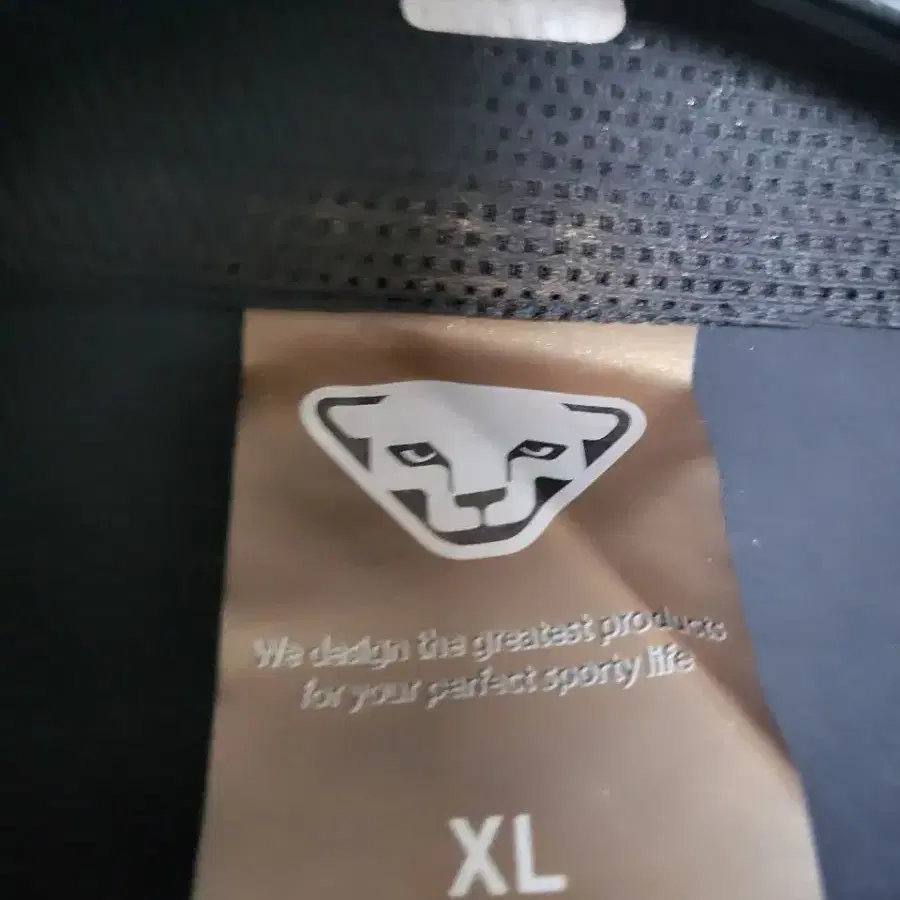 We design the greatest products
for your perfect sporty life
XL